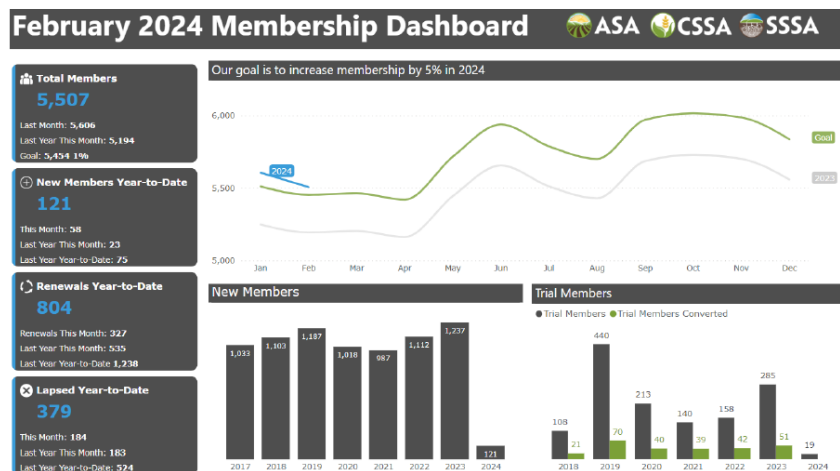 February 2024 Membership Dashboard
ASA
CSSA
SSSA
Total Members
5,507
Last Month: 5,606
Last Year This Month: 5,194
Goal: 5,454 1%
New Members Year-to-Date
121
This Month: 58
Last Year This Month: 23
Last Year Year-to-Date: 75
Renewals Year-to-Date
804
Renewals This Month: 327
Last Year This Month: 535
Last Year Year-to-Date 1,238
Lapsed Year-to-Date
379
This Month: 184
Last Year This Month: 183
Last Year Year-to-Date: 524
Our goal is to increase membership by 5% in 2024
6,000
5,500
5,000
2024
Goal
2023
Jan Feb Mar Apr May Jun Jul Aug Sep Oct Nov Dec
New Members
1,033 1,103 1,187 1,018 987 1,112 1,237 121
2017 2018 2019 2020 2021 2022 2023 2024
Trial Members
Trial Members Trial Members Converted
108 21 440 70 213 40 140 39 158 42 285 51 19
2018 2019 2020 2021 2022 2023 2024